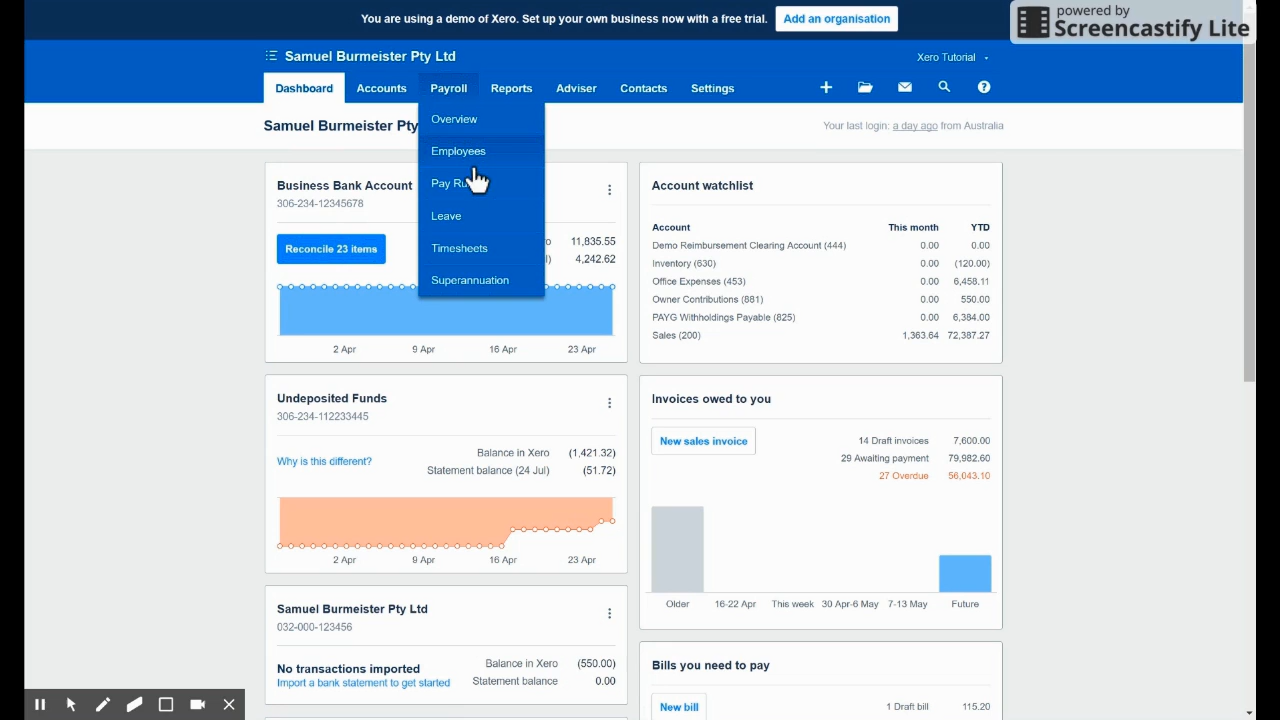 You are using a demo of Xero. Set up your own business now with a free trial. Add an organisation
powered by
Screencastify Lite
Samuel Burmeister Pty Ltd
Xero Tutorial
Dashboard Accounts Payroll Reports Adviser Contacts Settings
Samuel Burmeister Pty
Your last login: a day ago from Australia
Overview
Employees
Pay Ru
Leave
Timesheets
Superannuation
Business Bank Account
306-234-12345678
Reconcile 23 items
11,835.55
4,242.62
2 Apr 9 Apr 16 Apr 23 Apr
Account watchlist
Account This month YTD
Demo Reimbursement Clearing Account (444) 0.00 0.00
Inventory (630) 0.00 (120.00)
Office Expenses (453) 0.00 6,458.11
Owner Contributions (881) 0.00 550.00
PAYG Withholdings Payable (825) 0.00 6,384.00
Sales (200) 1,363.64 72,387.27
Undeposited Funds
306-234-112233445
Why is this different?
Balance in Xero (1,421.32)
Statement balance (24 Jul) (51.72)
2 Apr 9 Apr 16 Apr 23 Apr
Invoices owed to you
New sales invoice
14 Draft invoices 7,600.00
29 Awaiting payment 79,982.60
27 Overdue 56,043.10
Older 16-22 Apr This week 30 Apr-6 May 7-13 May Future
Samuel Burmeister Pty Ltd
032-000-123456
No transactions imported
Import a bank statement to get started
Balance in Xero (550.00)
Statement balance 0.00
Bills you need to pay
New bill
1 Draft bill 115.20